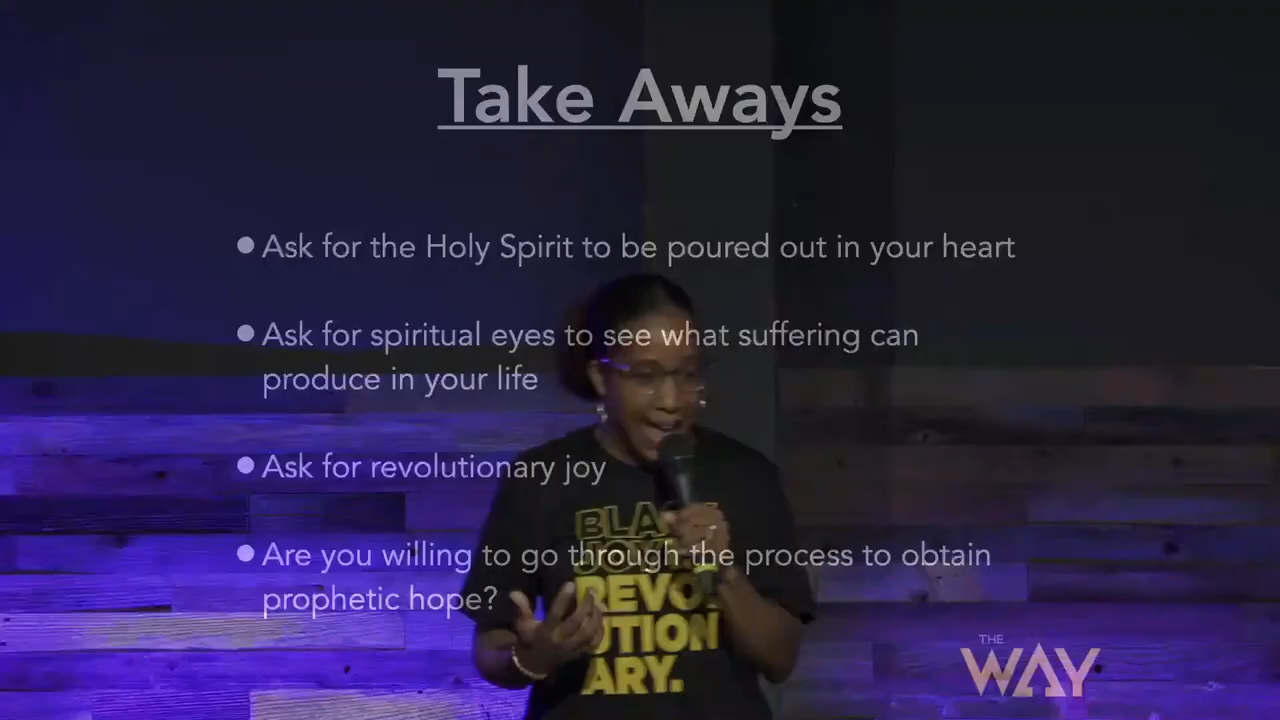 Take Aways
● Ask for the Holy Spirit to be poured out in your heart
● Ask for spiritual eyes to see what suffering can
produce in your life
● Ask for revolutionary joy
● Are you willing to go through the process to obtain
prophetic hope?
UTION
ARY.
THE
WAY